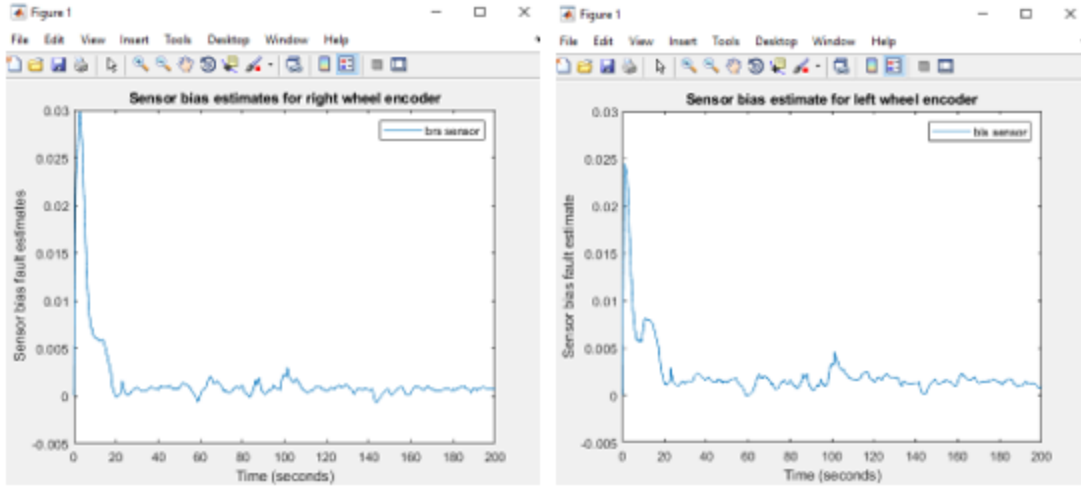 Figure 1
File Edit View Insert Tools Desktop Window Help
Sensor bias estimates for right wheel encoder
brs sensor
Sensor bias fault estimates
0.03
0.025
0.02
0.015
0.01
0.005
0
-0.005
0 20 40 60 80 100 120 140 160 180 200
Time (seconds)
Figure 1
File Edit View Insert Tools Desktop Window Help
Sensor bias estimate for left wheel encoder
bls sensor
Sensor bias fault estimate
0.03
0.025
0.02
0.015
0.01
0.005
0
-0.005
0 20 40 60 80 100 120 140 160 180 200
Time (seconds)